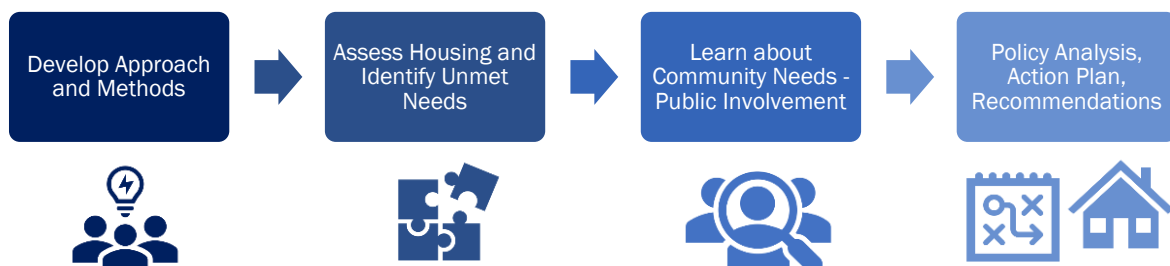 Develop Approach
and Methods
Assess Housing and
Identify Unmet
Needs
Learn about
Community Needs -
Public Involvement
Policy Analysis,
Action Plan,
Recommendations